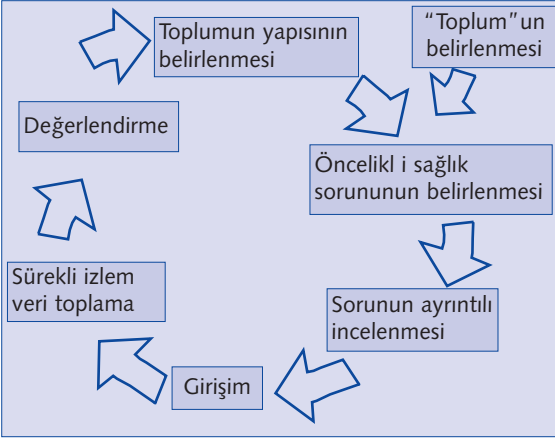 Toplumun yapısının
belirlenmesi
“Toplum”un
belirlenmesi
Öncelikl i sağlık
sorununun belirlenmesi
Sorunun ayrıntılı
incelenmesi
Girişim
Sürekli izlem
veri toplama
Değerlendirme